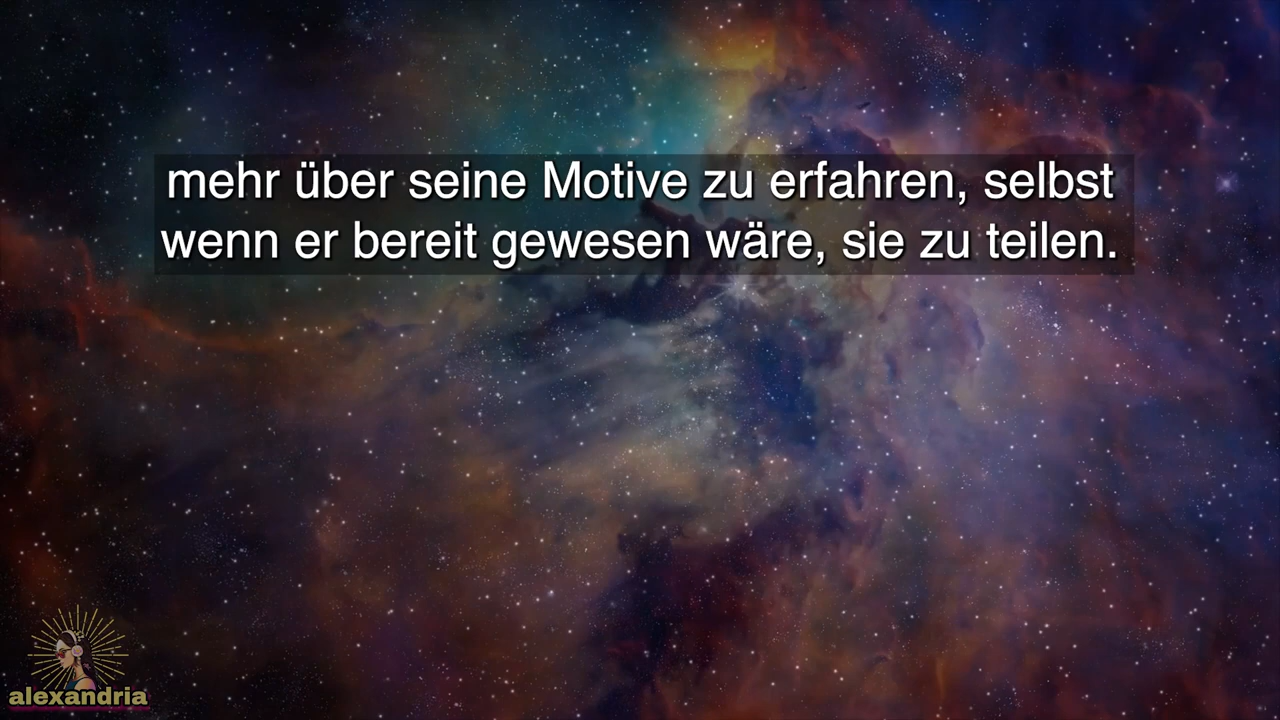 mehr über seine Motive zu erfahren, selbst
wenn er bereit gewesen wäre, sie zu teilen.
alexandria